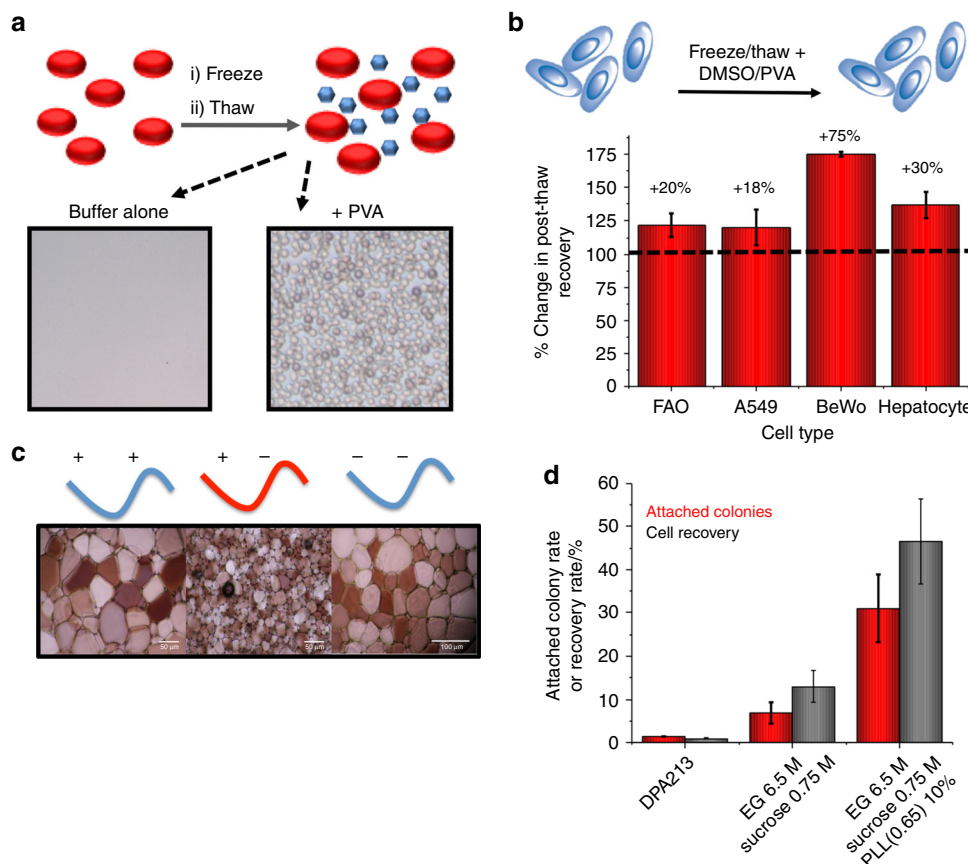 a
i) Freeze
ii) Thaw
Buffer alone
+ PVA
b
Freeze/thaw +
DMSO/PVA
% Change in post-thaw
recovery
175
150
125
100
75
50
25
0
+20%
+18%
+75%
+30%
FAO
A549
BeWo
Hepatocyte
Cell type
c
+ +
+ –
– –
50 µm
50 µm
100 µm
d
Attached colonies
Cell recovery
Attached colony rate
or recovery rate/%
60
50
40
30
20
10
0
DPA213
EG 6.5 M
sucrose 0.75 M
EG 6.5 M
sucrose 0.75 M
PLL(0.65) 10%